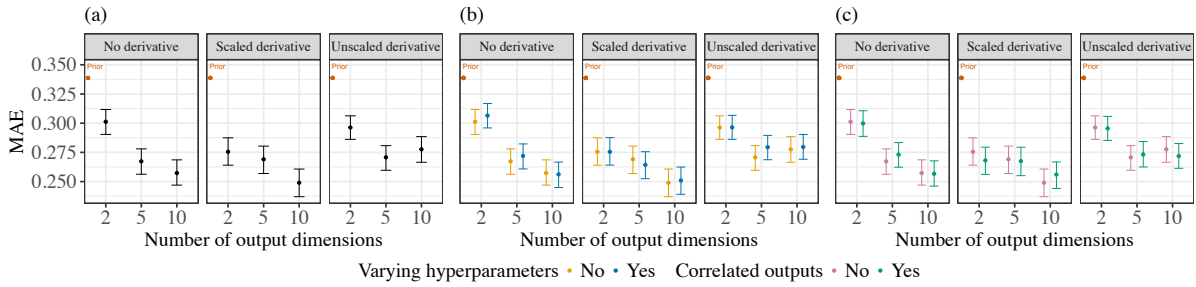 (a) (b) (c)
No derivative Scaled derivative Unscaled derivative No derivative Scaled derivative Unscaled derivative No derivative Scaled derivative Unscaled derivative
Prior Prior Prior Prior Prior Prior Prior Prior Prior
MAE
0.350
0.325
0.300
0.275
0.250
2 5 10 2 5 10 2 5 10 2 5 10 2 5 10 2 5 10 2 5 10 2 5 10 2 5 10
Number of output dimensions Number of output dimensions Number of output dimensions
Varying hyperparameters No Yes Correlated outputs No Yes